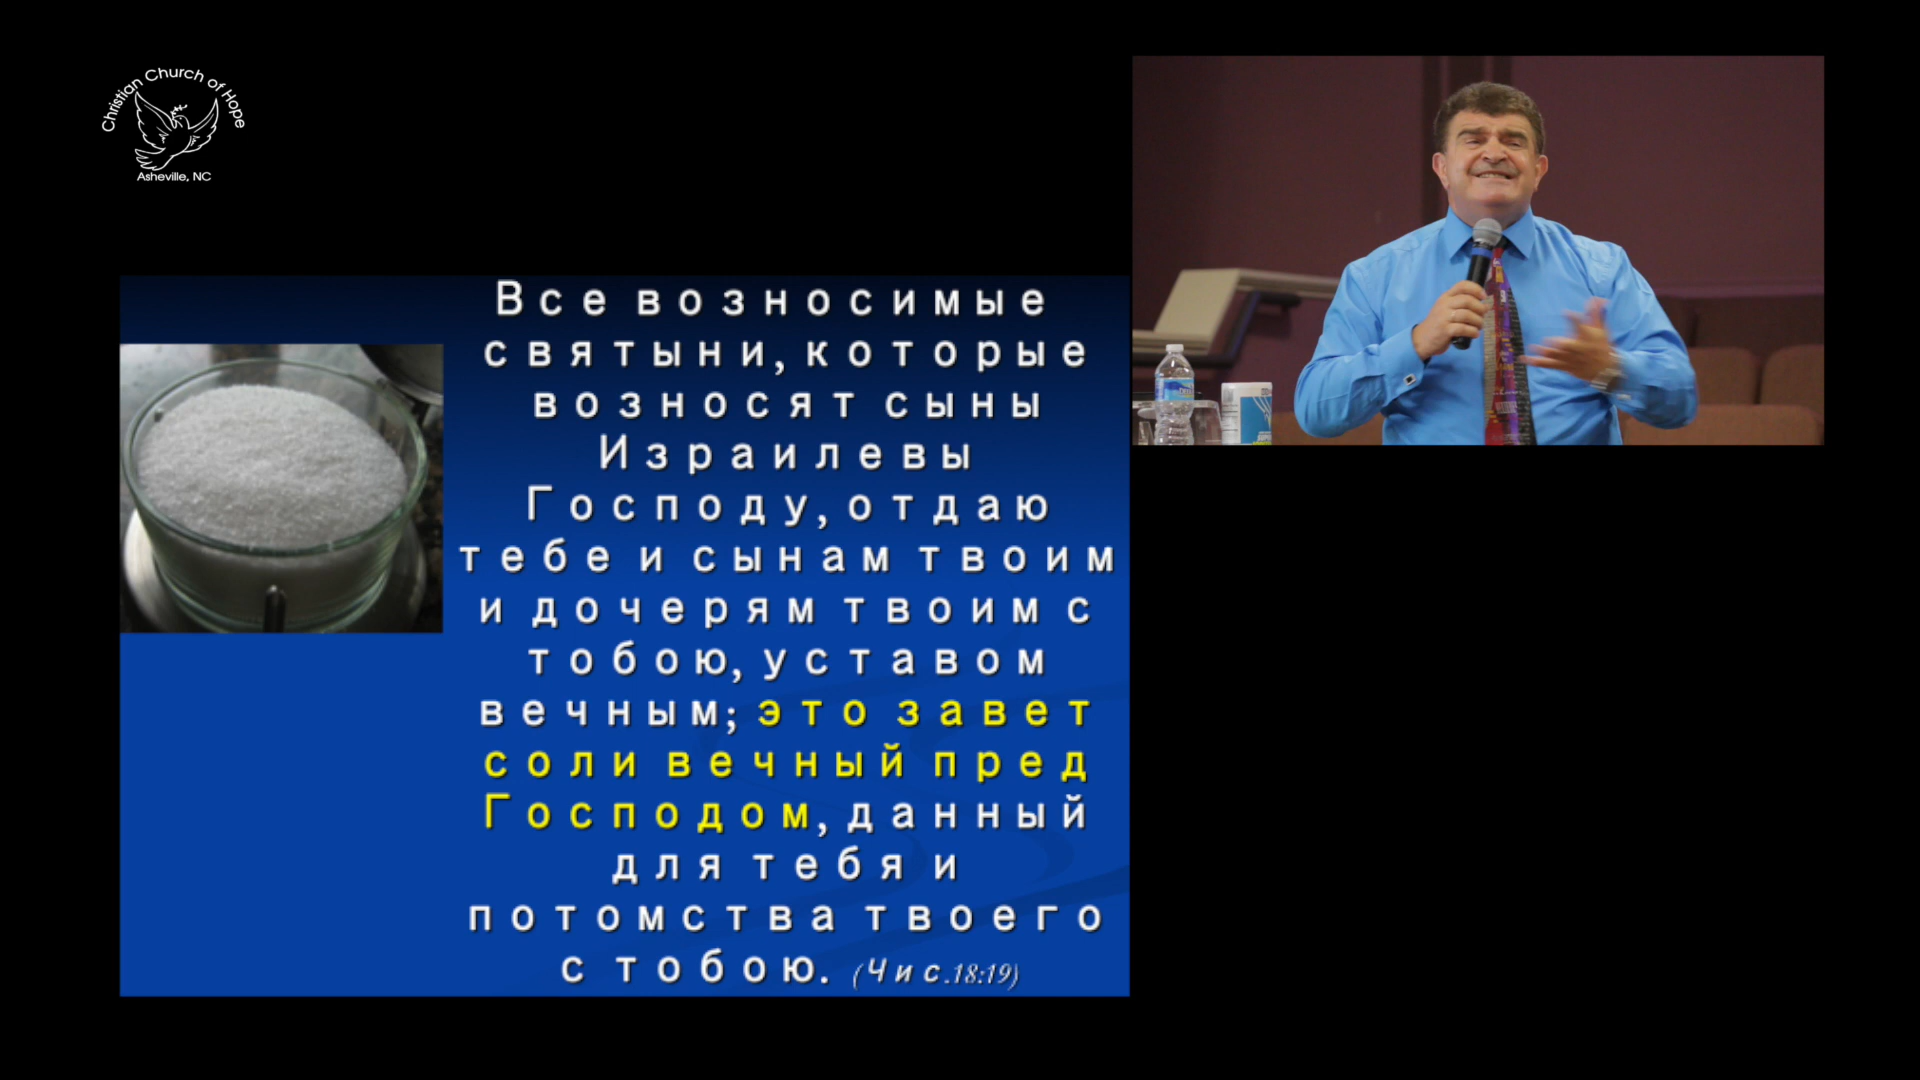 Christian Church of Hope
Asheville, NC
Все возносимые
святыни, которые
возносят сыны
Израилевы
Господу, отдаю
тебе и сынам твоим
и дочерям твоим с
тобою, уставом
вечным; это завет
соли вечный пред
Господом, данный
для тебя и
потомства твоего
с тобою. (Чис.18:19)